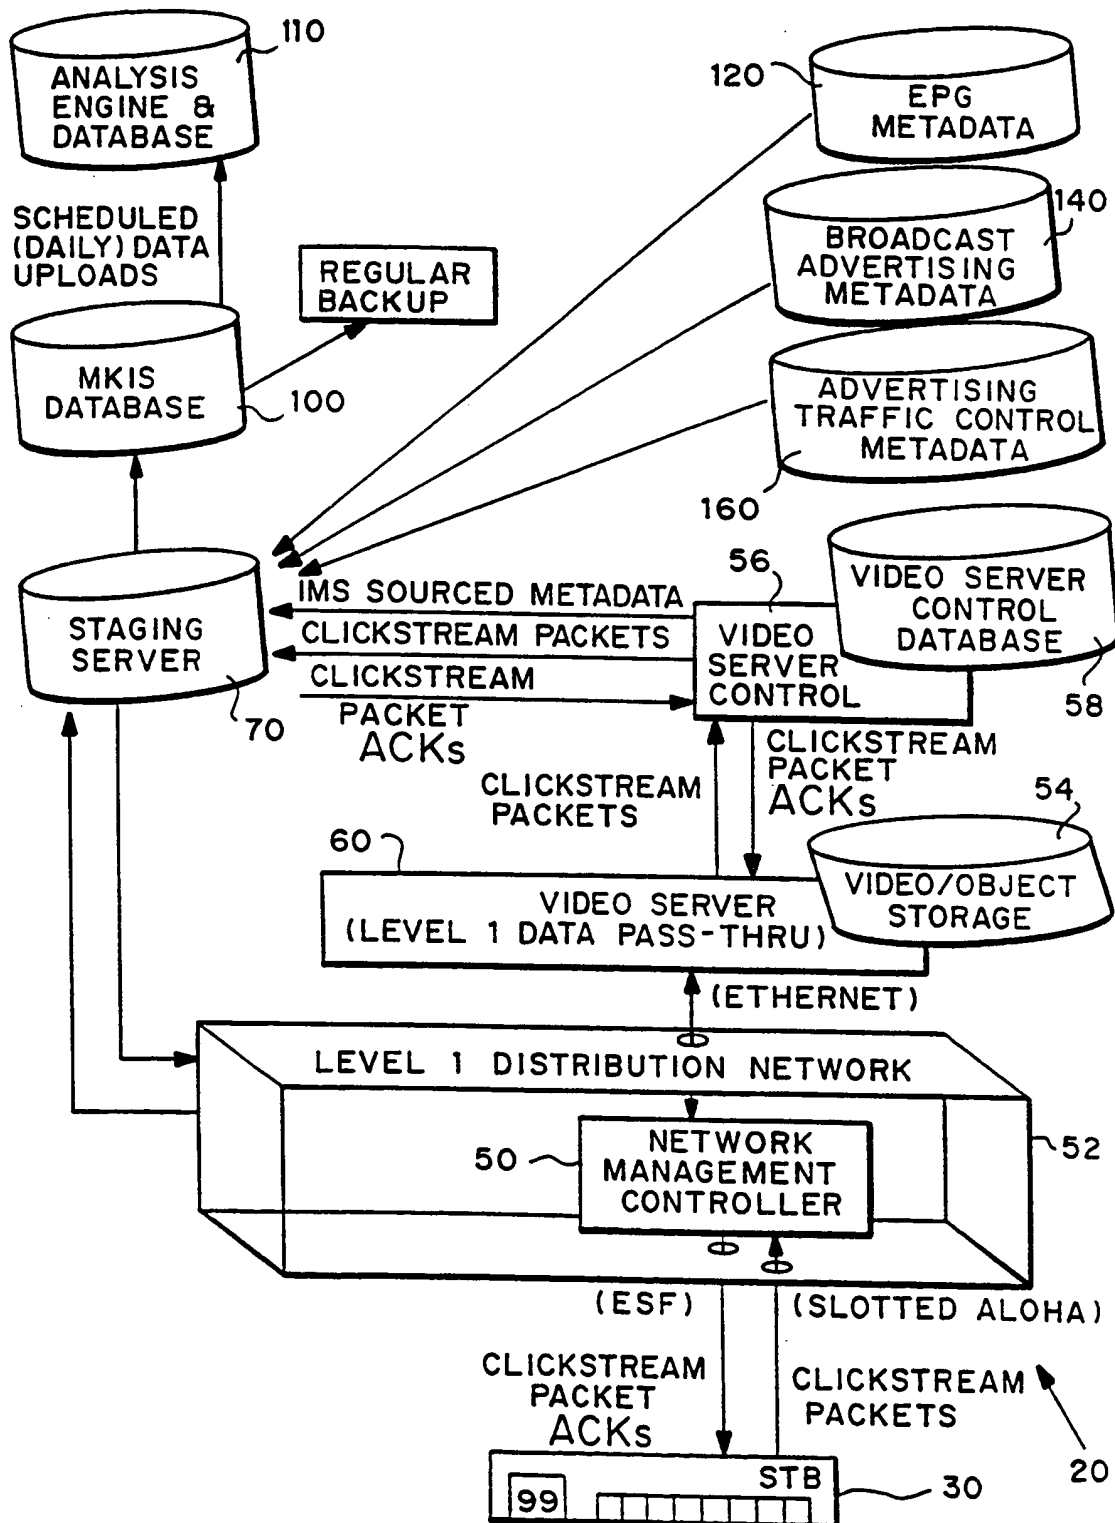 110
ANALYSIS
ENGINE &
DATABASE
120
EPG
METADATA
SCHEDULED
(DAILY) DATA
UPLOADS
REGULAR
BACKUP
140
BROADCAST
ADVERTISING
METADATA
MKIS
DATABASE
100
ADVERTISING
TRAFFIC CONTROL
METADATA
160
STAGING
SERVER
70
IMS SOURCED METADATA
CLICKSTREAM PACKETS
CLICKSTREAM
PACKET
ACKs
56
VIDEO
SERVER
CONTROL
VIDEO SERVER
CONTROL
DATABASE
58
CLICKSTREAM
PACKETS
CLICKSTREAM
PACKET
ACKs
54
VIDEO/OBJECT
STORAGE
60
VIDEO SERVER
(LEVEL 1 DATA PASS-THRU)
(ETHERNET)
LEVEL 1 DISTRIBUTION NETWORK
50
NETWORK
MANAGEMENT
CONTROLLER
52
(ESF)
(SLOTTED ALOHA)
CLICKSTREAM
PACKET
ACKs
CLICKSTREAM
PACKETS
20
STB
99
30